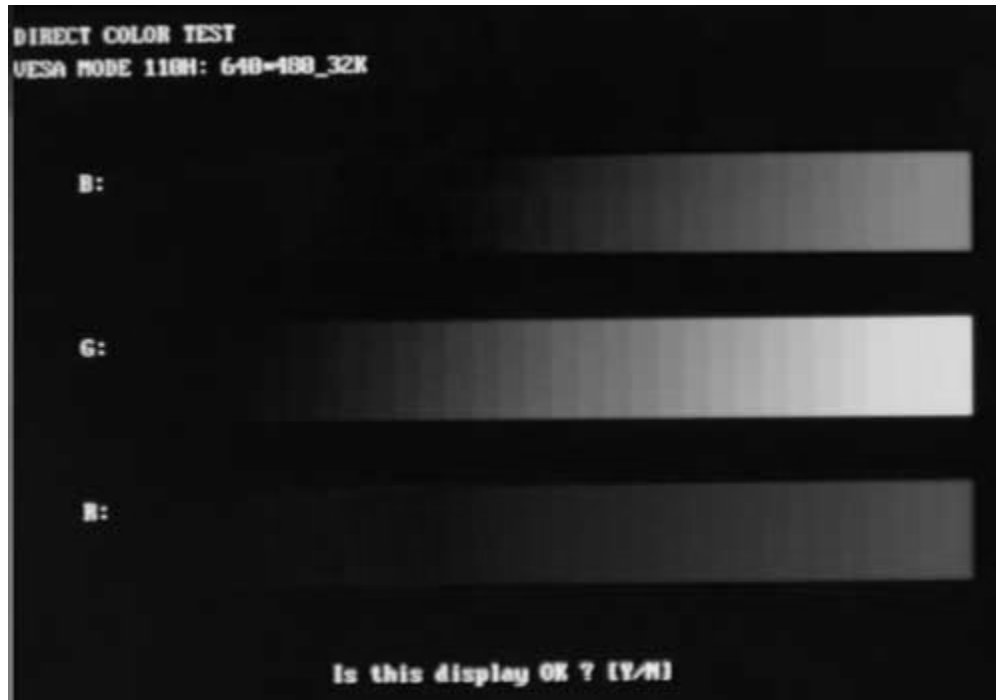 DIRECT COLOR TEST
VESA MODE 110H: 640*480_32K
B:
G:
R:
Is this display OK ? [Y/N]